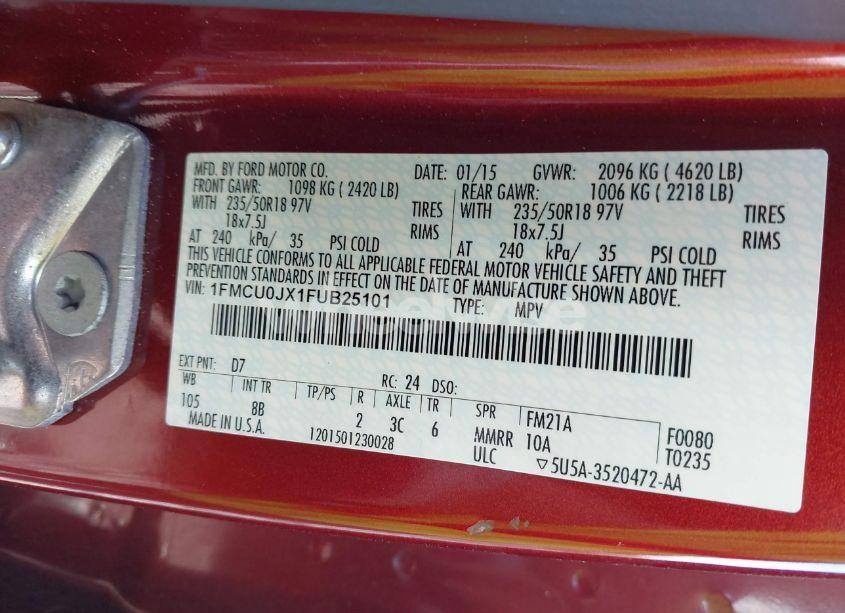 MFD. BY FORD MOTOR CO. DATE: 01/15 GVWR: 2096 KG ( 4620 LB)
FRONT GAWR: 1098 KG ( 2420 LB) REAR GAWR: 1006 KG ( 2218 LB)
WITH 235/50R18 97V TIRES WITH 235/50R18 97V TIRES
18x7.5J RIMS 18x7.5J RIMS
AT 240 kPa/ 35 PSI COLD AT 240 kPa/ 35 PSI COLD
THIS VEHICLE CONFORMS TO ALL APPLICABLE FEDERAL MOTOR VEHICLE SAFETY AND THEFT
PREVENTION STANDARDS IN EFFECT ON THE DATE OF MANUFACTURE SHOWN ABOVE.
VIN: 1FMCU0JX1FUB25101 TYPE: MPV
EXT PNT: D7 RC: 24 DSO:
WB INT TR TP/PS R AXLE TR SPR FM21A F0080
105 8B 2 3C 6 MMRR 10A T0235
MADE IN U.S.A. 1201501230028 ULC ▽5U5A-3520472-AA